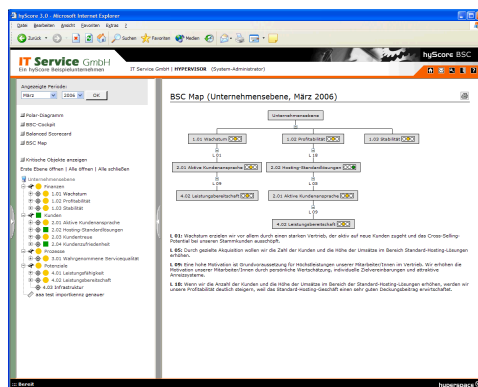 hyScore 3.0 - Microsoft Internet Explorer
Datei Bearbeiten Ansicht Favoriten Extras ?
Zurück Suchen Favoriten Medien
hyScore BSC
IT Service GmbH
Ein hyScore Beispielunternehmen
IT Service GmbH | HYPERVISOR (System-Administrator)
Angezeigte Periode:
März 2006 OK
Polar-Diagramm
BSC-Cockpit
Balanced Scorecard
BSC Map
Kritische Objekte anzeigen
Erste Ebene öffnen | Alle öffnen | Alle schließen
Unternehmensebene
Finanzen
1.01 Wachstum
1.02 Profitabilität
1.03 Stabilität
Kunden
2.01 Aktive Kundenansprache
2.02 Hosting-Standardlösungen
2.03 Kundentreue
2.04 Kundenzufriedenheit
Prozesse
3.01 Wahrgenommene Servicequalität
Potenziale
4.01 Leistungsfähigkeit
4.02 Leistungsbereitschaft
4.03 Infrastruktur
aaa test importkennz genauer
BSC Map (Unternehmensebene, März 2006)
Unternehmensebene
1.01 Wachstum 1.02 Profitabilität 1.03 Stabilität
L 01 L 18
2.01 Aktive Kundenansprache 2.02 Hosting-Standardlösungen
L 09 L 05
4.02 Leistungsbereitschaft 2.01 Aktive Kundenansprache
L 09
4.02 Leistungsbereitschaft
L 01: Wachstum erzielen wir vor allem durch einen starken Vertrieb, der aktiv auf neue Kunden zugeht und das Cross-Selling-
Potential bei unseren Stammkunden ausschöpft.
L 05: Durch gezielte Akquisition wollen wir die Zahl der Kunden und die Höhe der Umsätze im Bereich Standard-Hosting-Lösungen
erhöhen.
L 09: Eine hohe Motivation ist Grundvoraussetzung für Höchstleistungen unserer Mitarbeiter/Innen im Vertrieb. Wir erhöhen die
Motivation unserer Mitarbeiter/Innen durch persönliche Wertschätzung, individuelle Zielvereinbarungen und attraktive
Anreizsysteme.
L 18: Wenn wir die Anzahl der Kunden und die Höhe der Umsätze im Bereich der Standard-Hosting-Lösungen erhöhen, werden wir
unsere Profitabilität deutlich steigern, weil das Standard-Hosting-Geschäft einen sehr guten Deckungsbeitrag erwirtschaftet.
::: Bereit
hyperspace